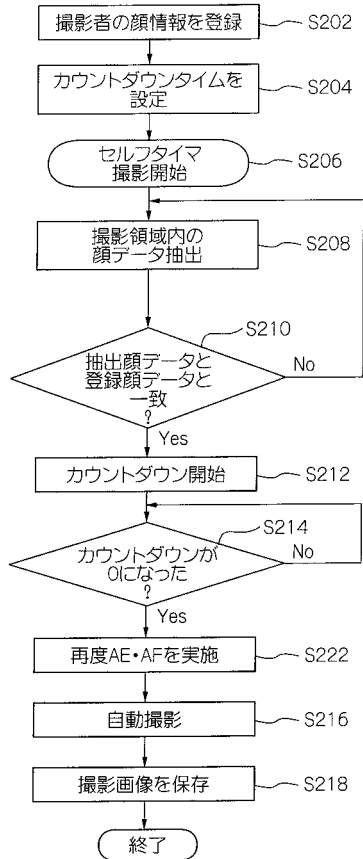 撮影者の顔情報を登録
S202
カウントダウンタイムを
設定
S204
セルフタイマ
撮影開始
S206
撮影領域内の
顔データ抽出
S208
抽出顔データと
登録顔データと
一致
?
S210
No
Yes
カウントダウン開始
S212
カウントダウンが
0になった
?
S214
No
Yes
再度AE・AFを実施
S222
自動撮影
S216
撮影画像を保存
S218
終了